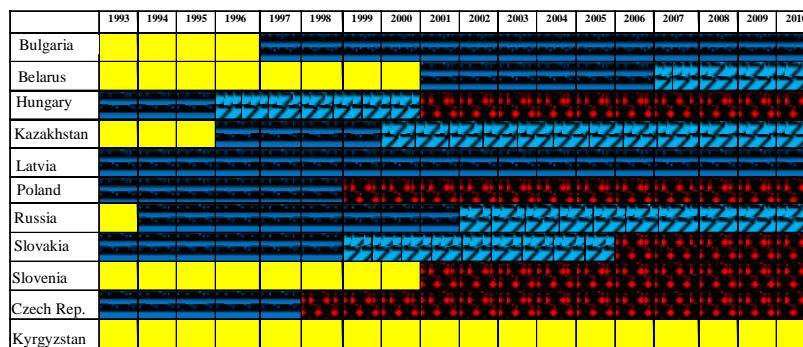 1993 1994 1995 1996 1997 1998 1999 2000 2001 2002 2003 2004 2005 2006 2007 2008 2009 2010
Bulgaria
Belarus
Hungary
Kazakhstan
Latvia
Poland
Russia
Slovakia
Slovenia
Czech Rep.
Kyrgyzstan